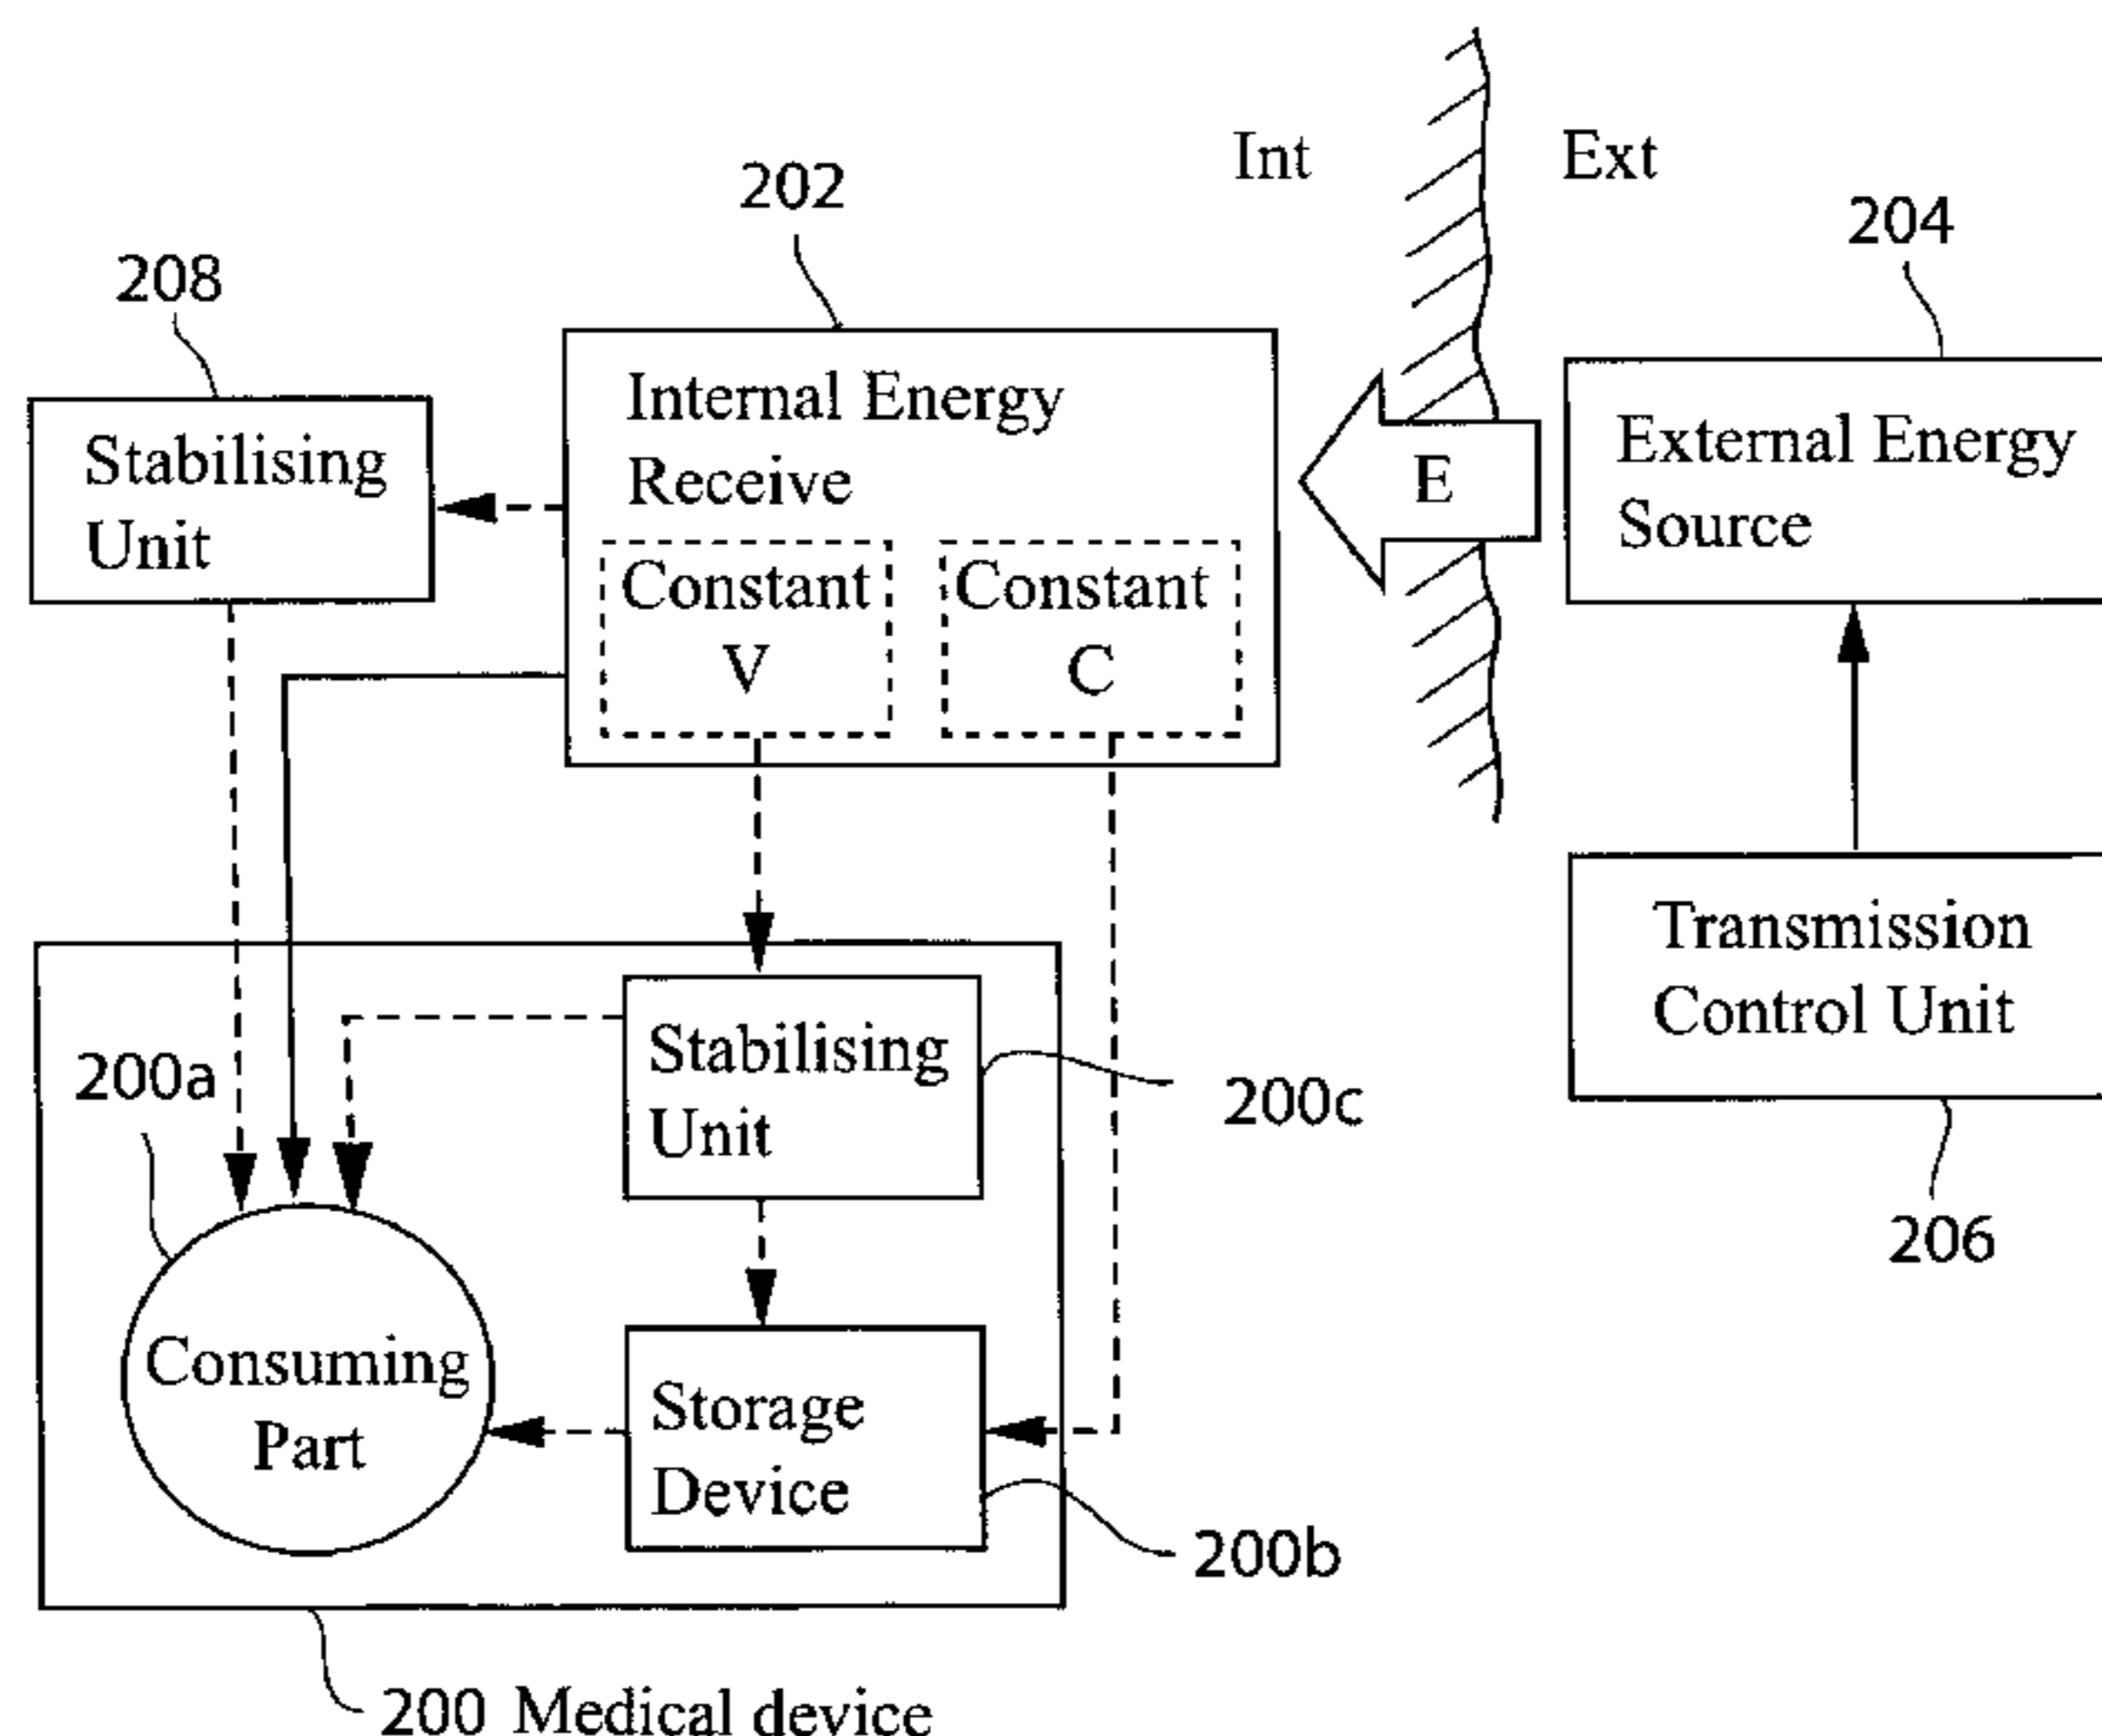 Int
Ext
202
204
208
Internal Energy
Receive
External Energy
Source
Stabilising
Unit
E
Constant
V
Constant
C
Transmission
Control Unit
200a
Stabilising
Unit
200c
206
Consuming
Part
Storage
Device
200b
200 Medical device